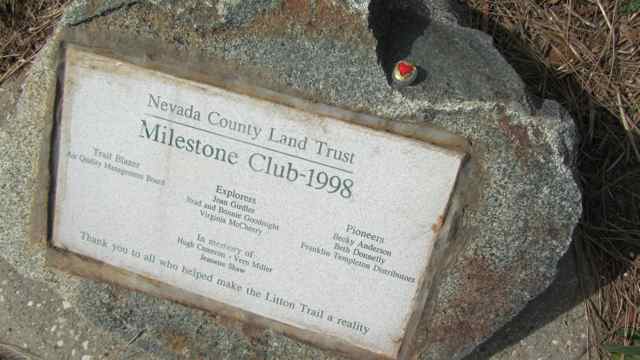 Nevada County Land Trust
Milestone Club-1998
Trail Blazer
Air Quality Management Board
Explorers
Joan Gustles
Brad and Bonnie Goodnight
Virginia McCherry
Pioneers
Becky Anderson
Beth Donnelly
Franklin Templeton Distributors
In memory of
Hugh Cameron - Vern Miller
Jeanann Shaw
Thank you to all who helped make the Litton Trail a reality